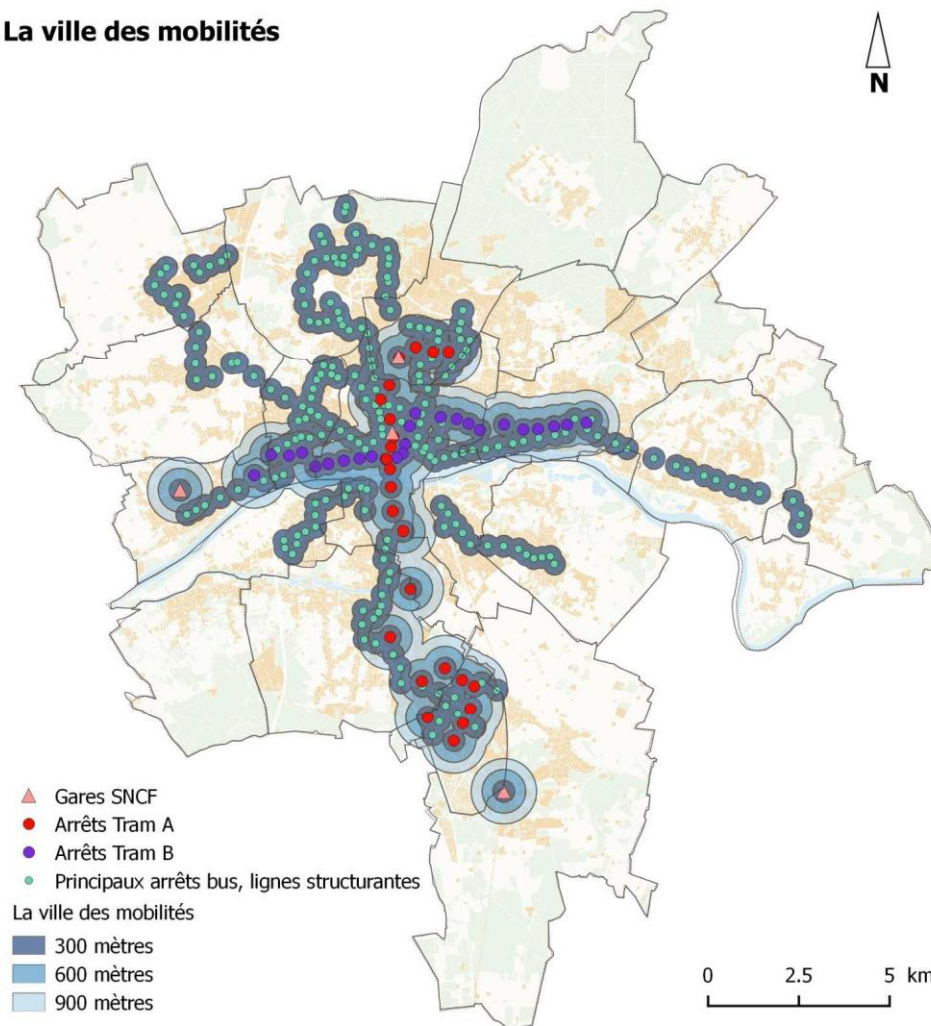 La ville des mobilités
N
Gares SNCF
Arrêts Tram A
Arrêts Tram B
Principaux arrêts bus, lignes structurantes
La ville des mobilités
300 mètres
600 mètres
900 mètres
0 2.5 5 km